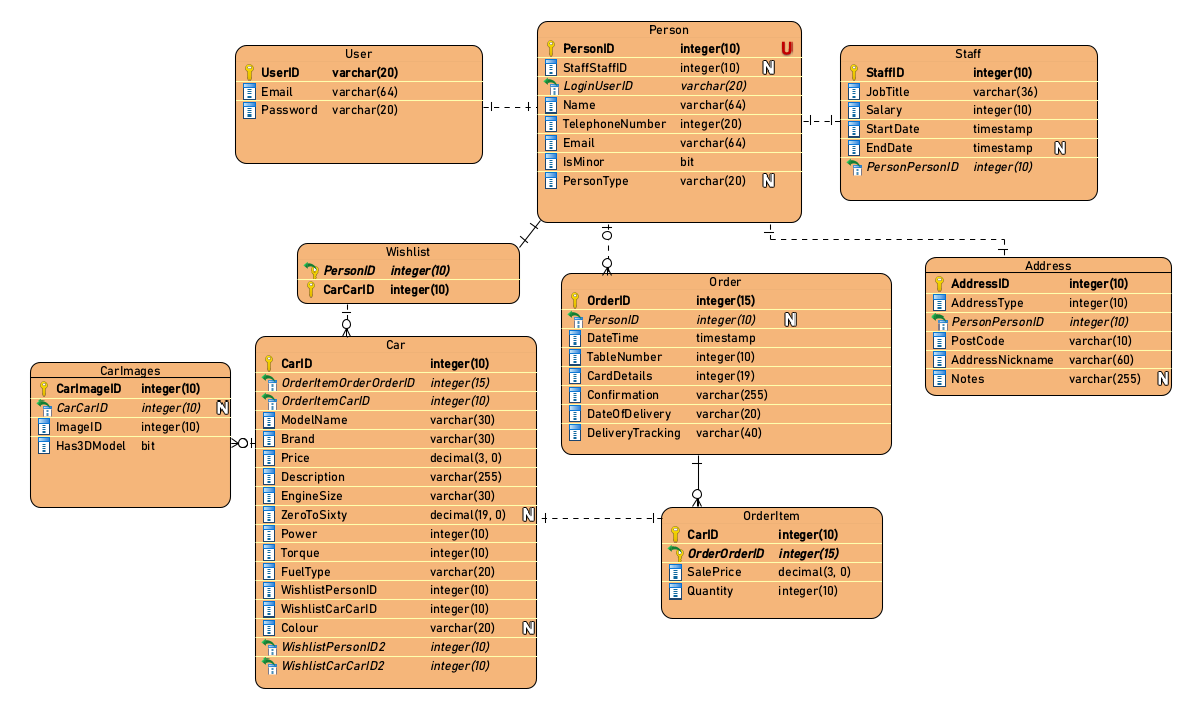 User
UserID varchar(20)
Email varchar(64)
Password varchar(20)
Person
PersonID integer(10) U
StaffStaffID integer(10) N
LoginUserID varchar(20)
Name varchar(64)
TelephoneNumber integer(20)
Email varchar(64)
IsMinor bit
PersonType varchar(20) N
Staff
StaffID integer(10)
JobTitle varchar(36)
Salary integer(10)
StartDate timestamp
EndDate timestamp N
PersonPersonID integer(10)
Wishlist
PersonID integer(10)
CarCarID integer(10)
Order
OrderID integer(15)
PersonID integer(10) N
DateTime timestamp
TableNumber integer(10)
CardDetails integer(19)
Confirmation varchar(255)
DateOfDelivery varchar(20)
DeliveryTracking varchar(40)
Address
AddressID integer(10)
AddressType integer(10)
PersonPersonID integer(10)
PostCode varchar(10)
AddressNickname varchar(60)
Notes varchar(255) N
CarImages
CarImageID integer(10)
CarCarID integer(10) N
ImageID integer(10)
Has3DModel bit
Car
CarID integer(10)
OrderItemOrderOrderID integer(15)
OrderItemCarID integer(10)
ModelName varchar(30)
Brand varchar(30)
Price decimal(3, 0)
Description varchar(255)
EngineSize varchar(30)
ZeroToSixty decimal(19, 0) N
Power integer(10)
Torque integer(10)
FuelType varchar(20)
WishlistPersonID integer(10)
WishlistCarCarID integer(10)
Colour varchar(20) N
WishlistPersonID2 integer(10)
WishlistCarCarID2 integer(10)
OrderItem
CarID integer(10)
OrderOrderID integer(15)
SalePrice decimal(3, 0)
Quantity integer(10)